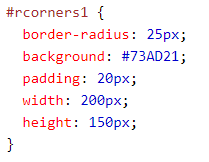 #rcorners1 {
  border-radius: 25px;
  background: #73AD21;
  padding: 20px;
  width: 200px;
  height: 150px;
}